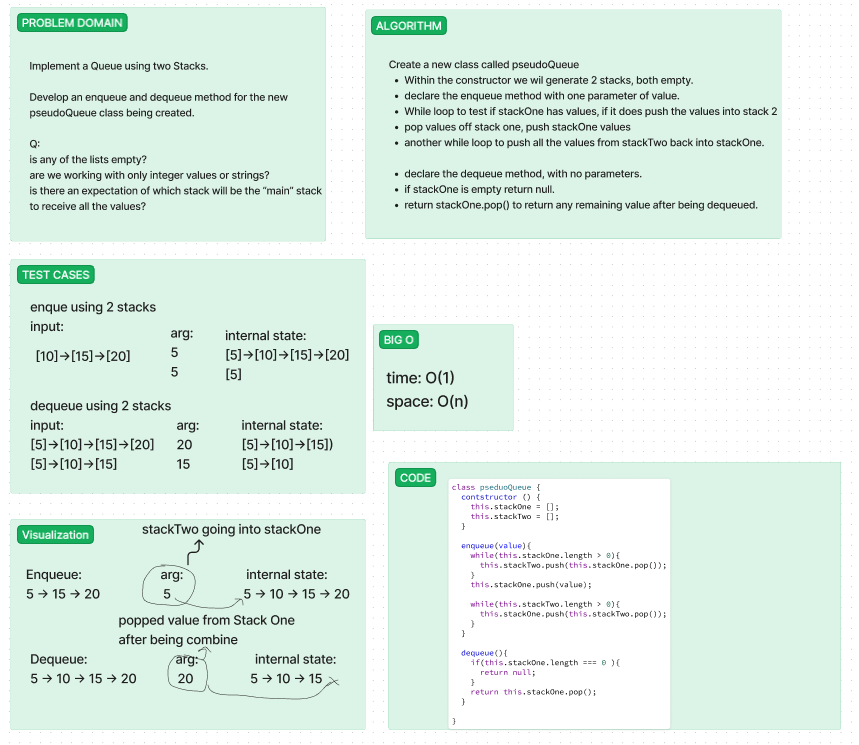 PROBLEM DOMAIN
Implement a Queue using two Stacks.
Develop an enqueue and dequeue method for the new
pseudoQueue class being created.
Q:
is any of the lists empty?
are we working with only integer values or strings?
is there an expectation of which stack will be the "main" stack
to receive all the values?
ALGORITHM
Create a new class called pseudoQueue
• Within the constructor we wil generate 2 stacks, both empty.
• declare the enqueue method with one parameter of value.
• While loop to test if stackOne has values, if it does push the values into stack 2
• pop values off stack one, push stackOne values
• another while loop to push all the values from stackTwo back into stackOne.
• declare the dequeue method, with no parameters.
• if stackOne is empty return null.
• return stackOne.pop() to return any remaining value after being dequeued.
TEST CASES
enque using 2 stacks
input: arg: internal state:
[10]->[15]->[20] 5 [5]->[10]->[15]->[20]
5 [5]
dequeue using 2 stacks
input: arg: internal state:
[5]->[10]->[15]->[20] 20 [5]->[10]->[15])
[5]->[10]->[15] 15 [5]->[10]
BIG O
time: O(1)
space: O(n)
Visualization
stackTwo going into stackOne
Enqueue: arg: internal state:
5 -> 15 -> 20 5 5 -> 10 -> 15 -> 20
popped value from Stack One
after being combine
Dequeue: arg: internal state:
5 -> 10 -> 15 -> 20 20 5 -> 10 -> 15
CODE
class pseduoQueue {
contstructor () {
this.stackOne = [];
this.stackTwo = [];
}
enqueue(value){
while(this.stackOne.length > 0){
this.stackTwo.push(this.stackOne.pop());
}
this.stackOne.push(value);
while(this.stackTwo.length > 0){
this.stackOne.push(this.stackTwo.pop());
}
}
dequeue(){
if(this.stackOne.length === 0 ){
return null;
}
return this.stackOne.pop();
}
}